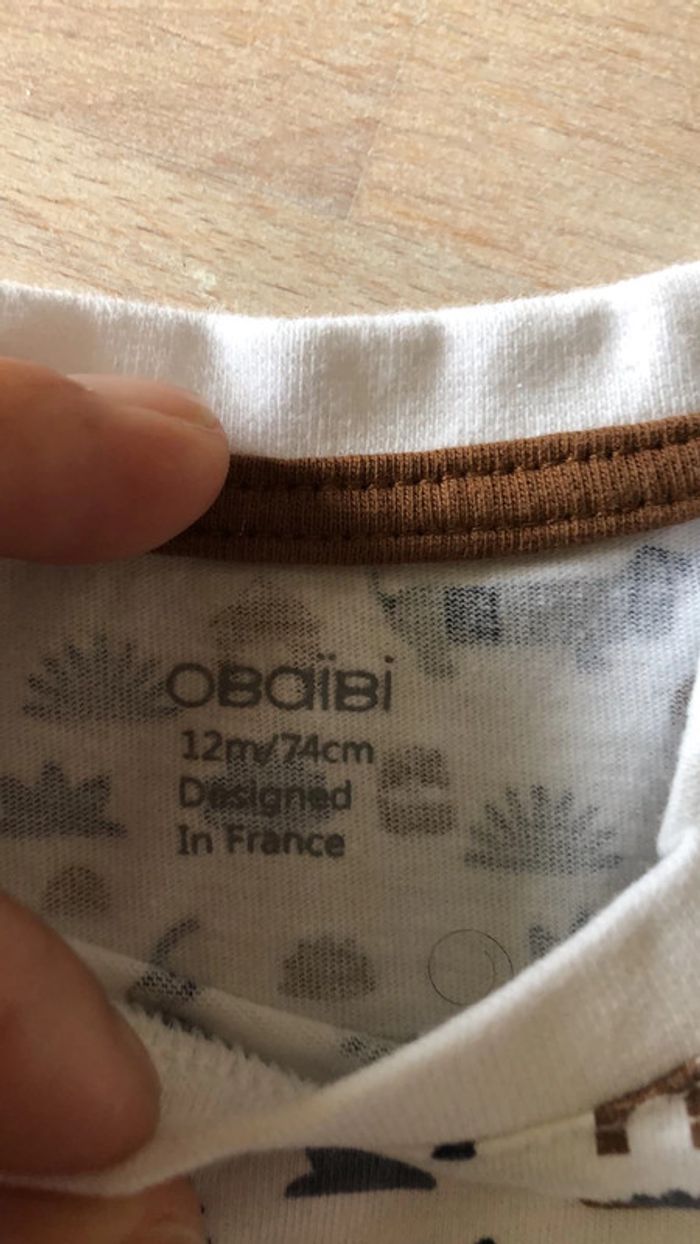 OBaïBi
12m/74cm
Designed
In France